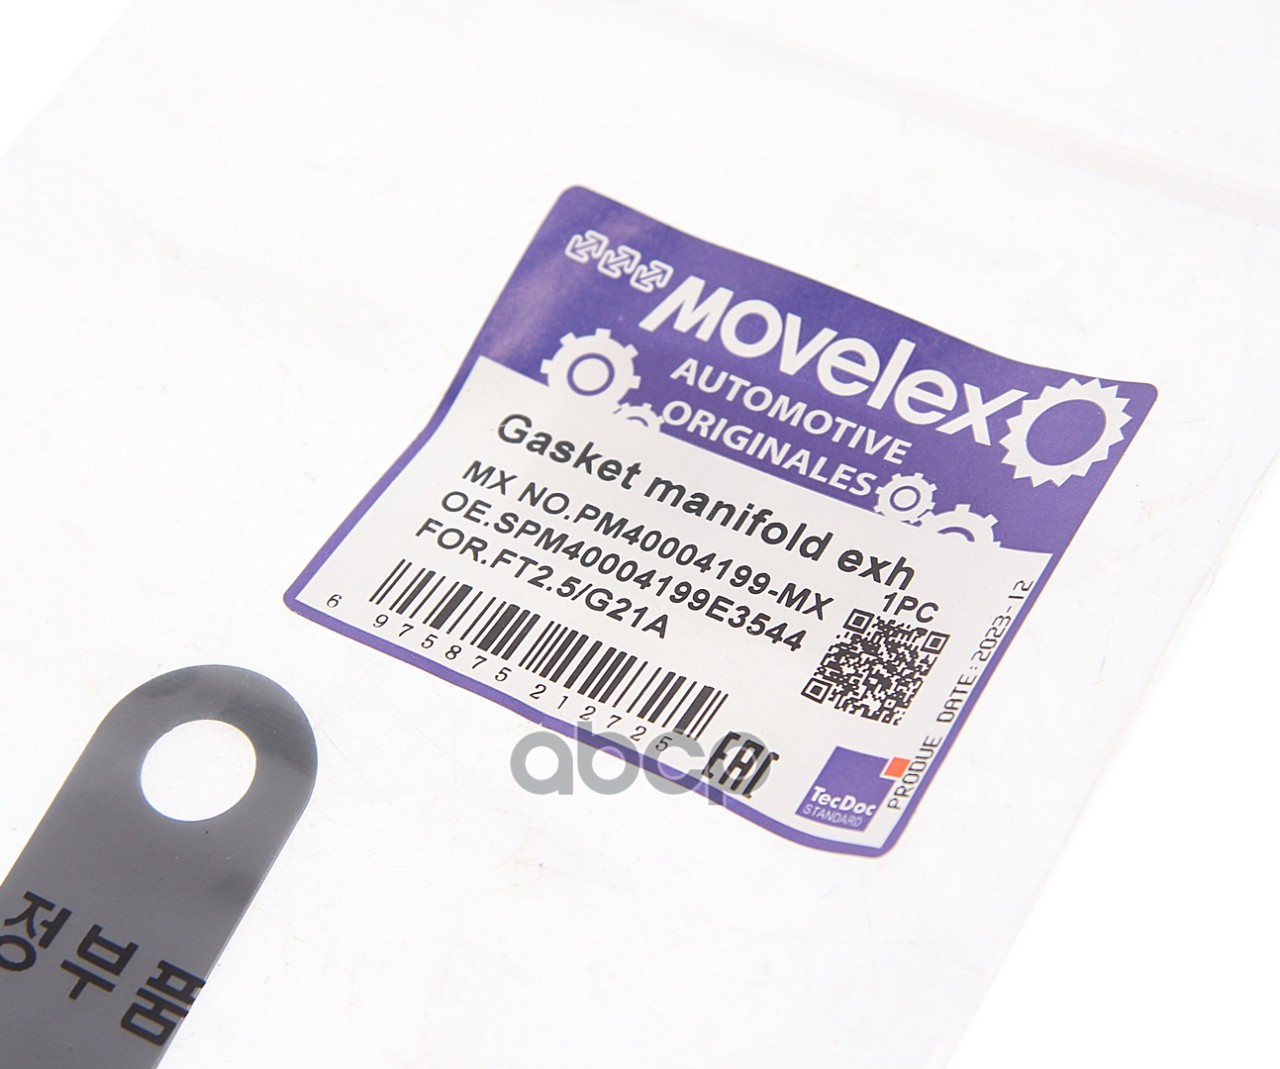 MOVELEX
AUTOMOTIVE
ORIGINALES
Gasket manifold exh
MX NO.PM40004199-MX
OE.SPM40004199E3544
FOR.FT2.5/G21A
1PC
6 975875 212725
EAC
TecDoc
STANDARD
PRODUE DATE:2023-12
abcp
정부품